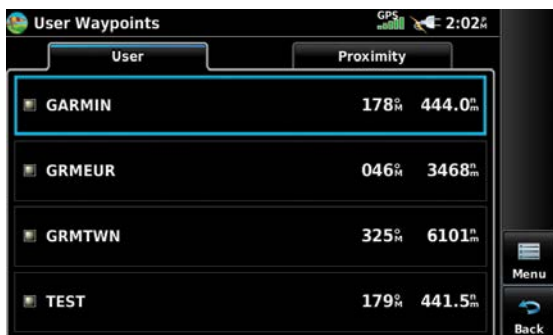 User Waypoints GPS 2:02ᴬᴹ
User Proximity
GARMIN 178°M 444.0nm
GRMEUR 046°M 3468nm
GRMTWN 325°M 6101nm
TEST 179°M 441.5nm
Menu
Back